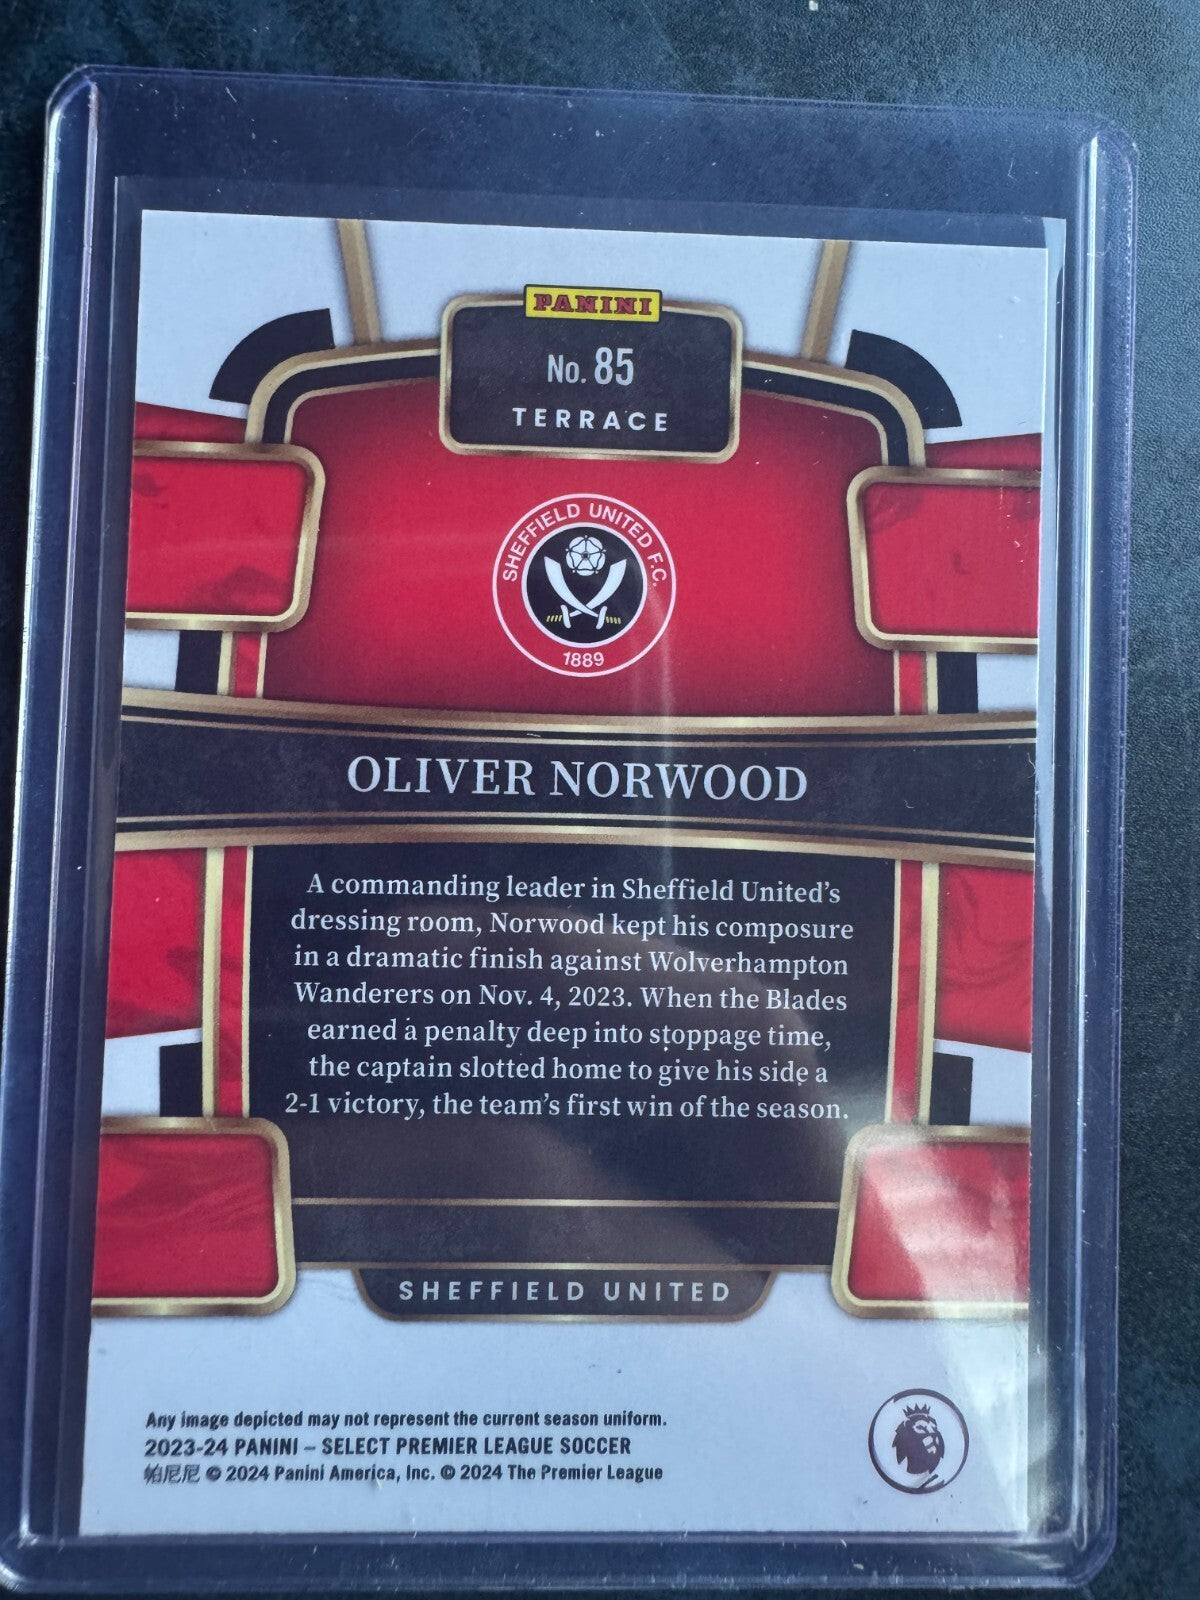 PANINI
No. 85
TERRACE
SHEFFIELD UNITED F.C.
1889
OLIVER NORWOOD
A commanding leader in Sheffield United's
dressing room, Norwood kept his composure
in a dramatic finish against Wolverhampton
Wanderers on Nov. 4, 2023. When the Blades
earned a penalty deep into stoppage time,
the captain slotted home to give his side a
2-1 victory, the team's first win of the season.
SHEFFIELD UNITED
Any image depicted may not represent the current season uniform.
2023-24 PANINI – SELECT PREMIER LEAGUE SOCCER
帕尼尼 © 2024 Panini America, Inc. © 2024 The Premier League